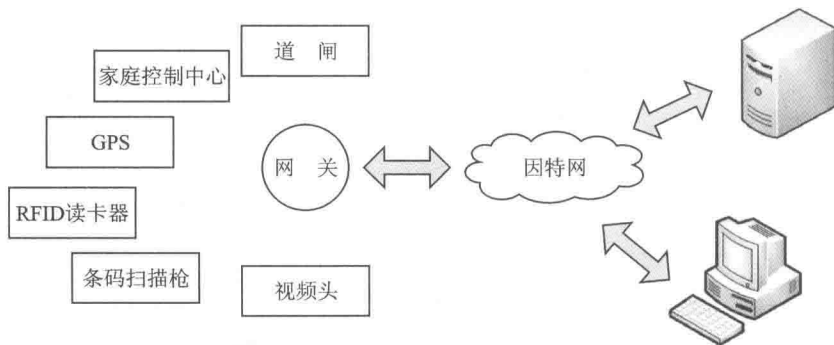 道 闸
家庭控制中心
GPS
网 关
因特网
RFID读卡器
条码扫描枪
视频头